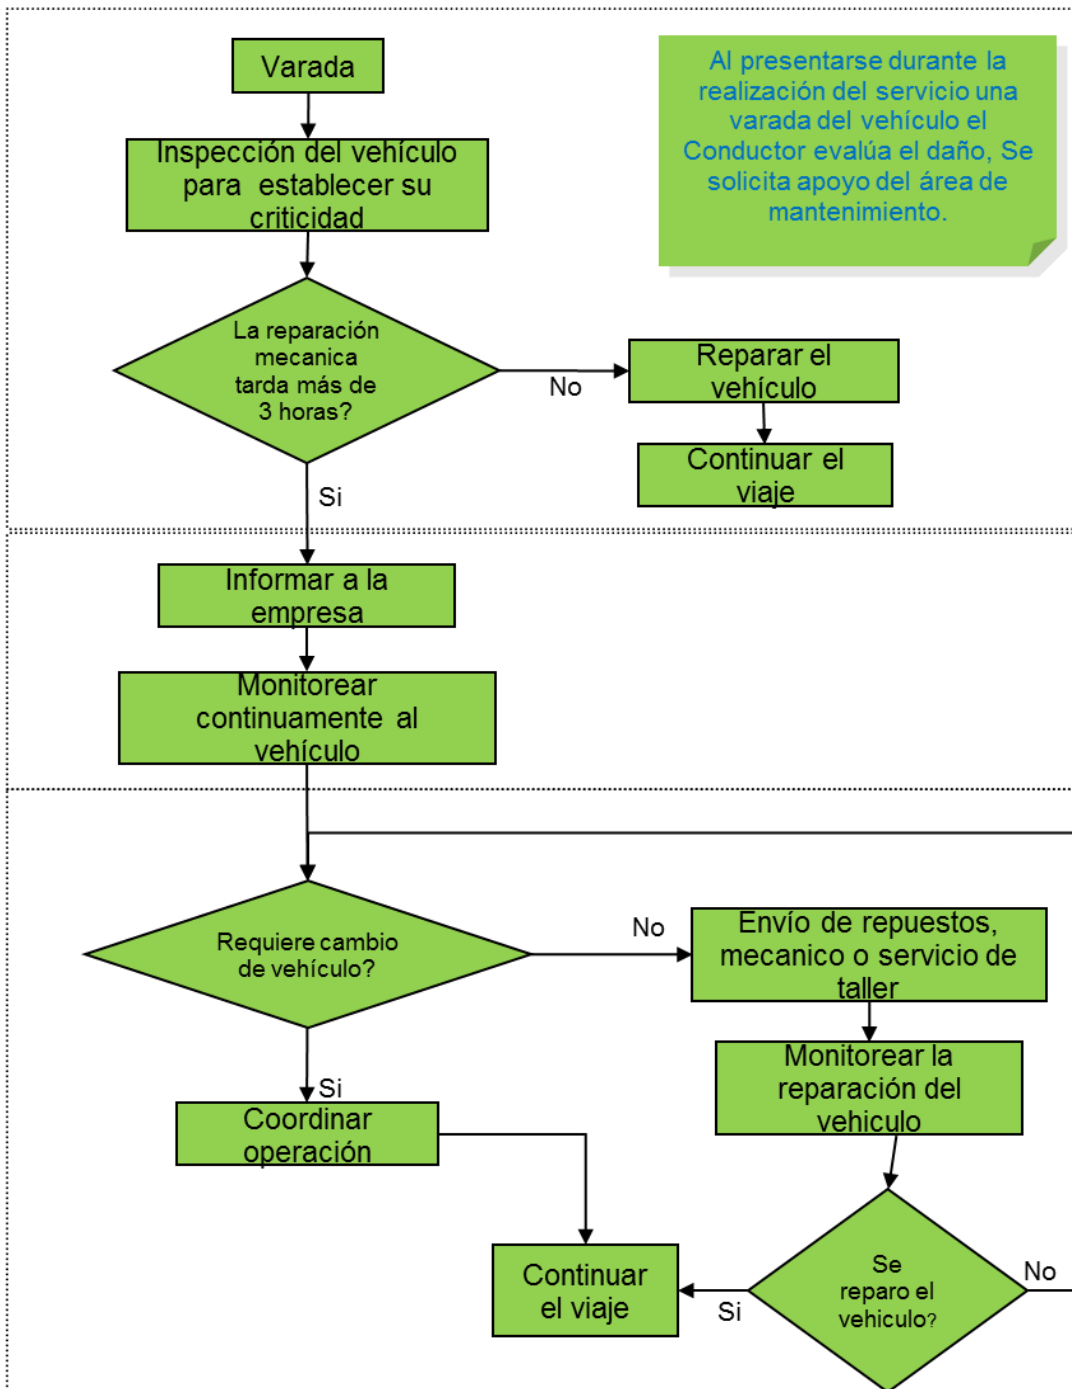 Varada
Al presentarse durante la
realización del servicio una
varada del vehículo el
Conductor evalúa el daño, Se
solicita apoyo del área de
mantenimiento.
Inspección del vehículo
para establecer su
criticidad
La reparación
mecanica
tarda más de
3 horas?
No
Reparar el
vehículo
Continuar el
viaje
Si
Informar a la
empresa
Monitorear
continuamente al
vehículo
Requiere cambio
de vehículo?
No
Envío de repuestos,
mecanico o servicio de
taller
Monitorear la
reparación del
vehiculo
Si
Coordinar
operación
Continuar
el viaje
Si
Se
reparo el
vehiculo?
No